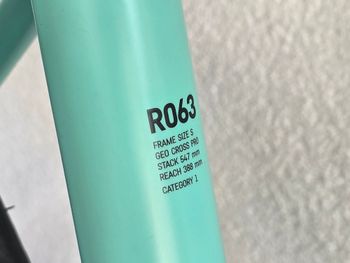 R063
FRAME SIZE S
GEO CROSS PRO
STACK 547 mm
REACH 386 mm
CATEGORY 1